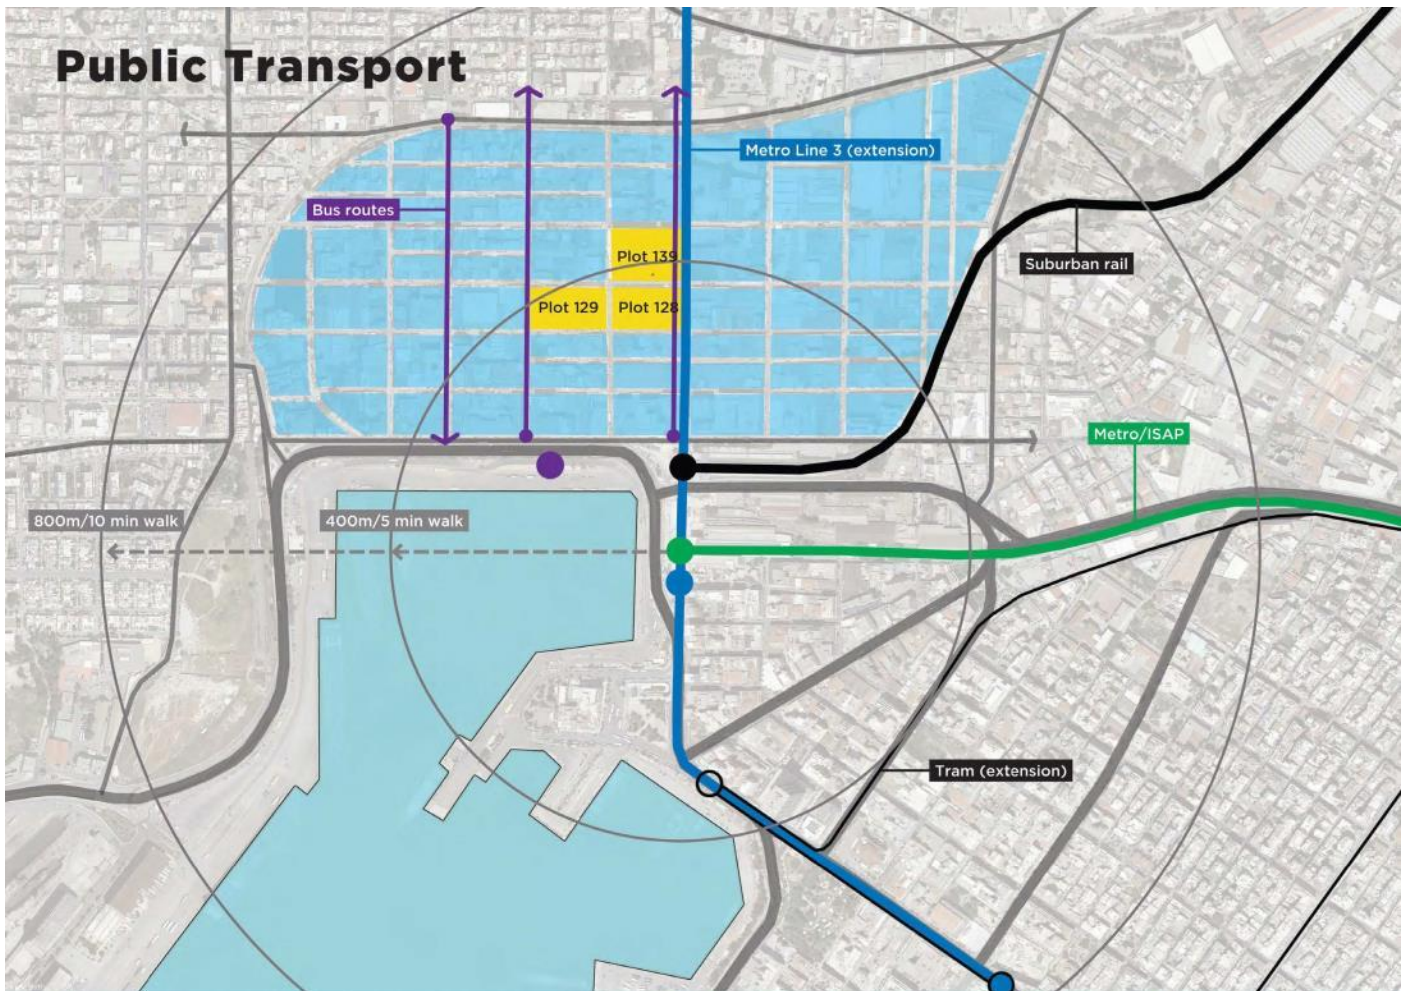 Public Transport
Metro Line 3 (extension)
Bus routes
Plot 139
Suburban rail
Plot 129
Plot 128
Metro/ISAP
800m/10 min walk
400m/5 min walk
Tram (extension)